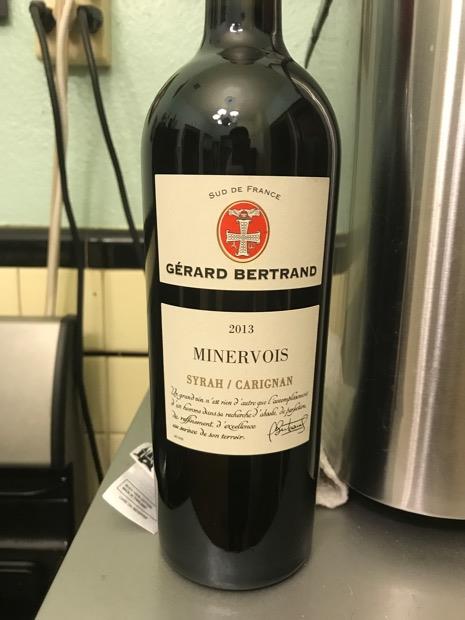 SUD DE FRANCE
GÉRARD BERTRAND
2013
MINERVOIS
SYRAH / CARIGNAN
Un grand vin n'est rien d'autre que l'accomplissement
d'un homme dans sa recherche d'absolu, de perfection,
de raffinement, d'excellence
au service de son terroir.